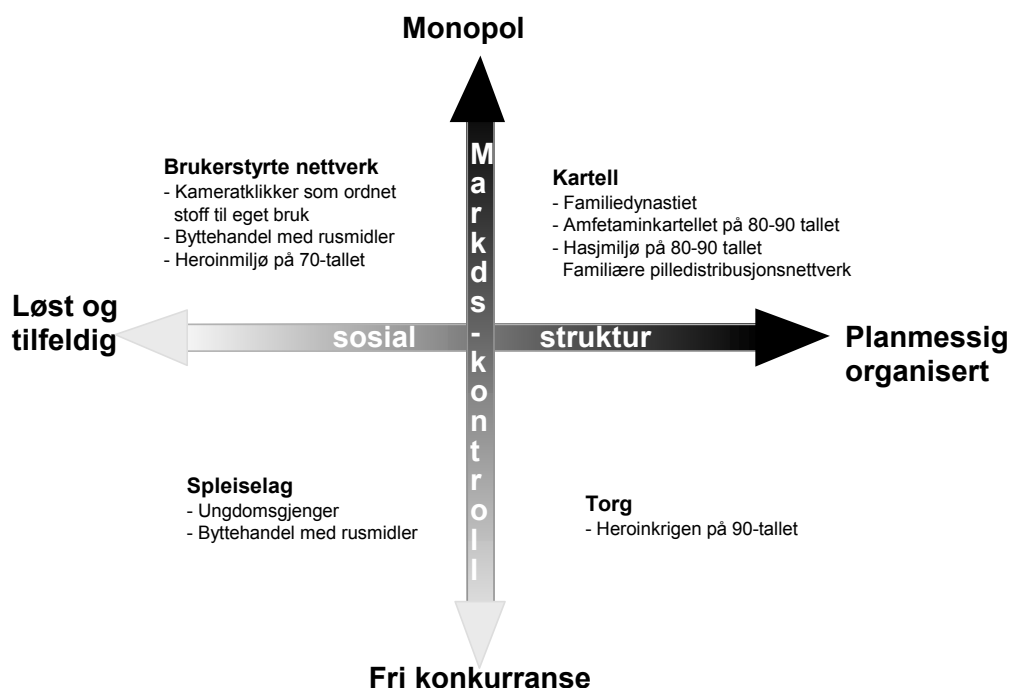 Monopol
Brukerstyrte nettverk
- Kameratklikker som ordnet
stoff til eget bruk
- Byttehandel med rusmidler
- Heroinmiljø på 70-tallet
Kartell
- Familiedynastiet
- Amfetaminkartellet på 80-90 tallet
- Hasjmiljø på 80-90 tallet
Familiære pilledistribusjonsnettverk
Markds-kontroll
Løst og
tilfeldig
sosial struktur
Planmessig
organisert
Spleiselag
- Ungdomsgjenger
- Byttehandel med rusmidler
Torg
- Heroinkrigen på 90-tallet
Fri konkurranse